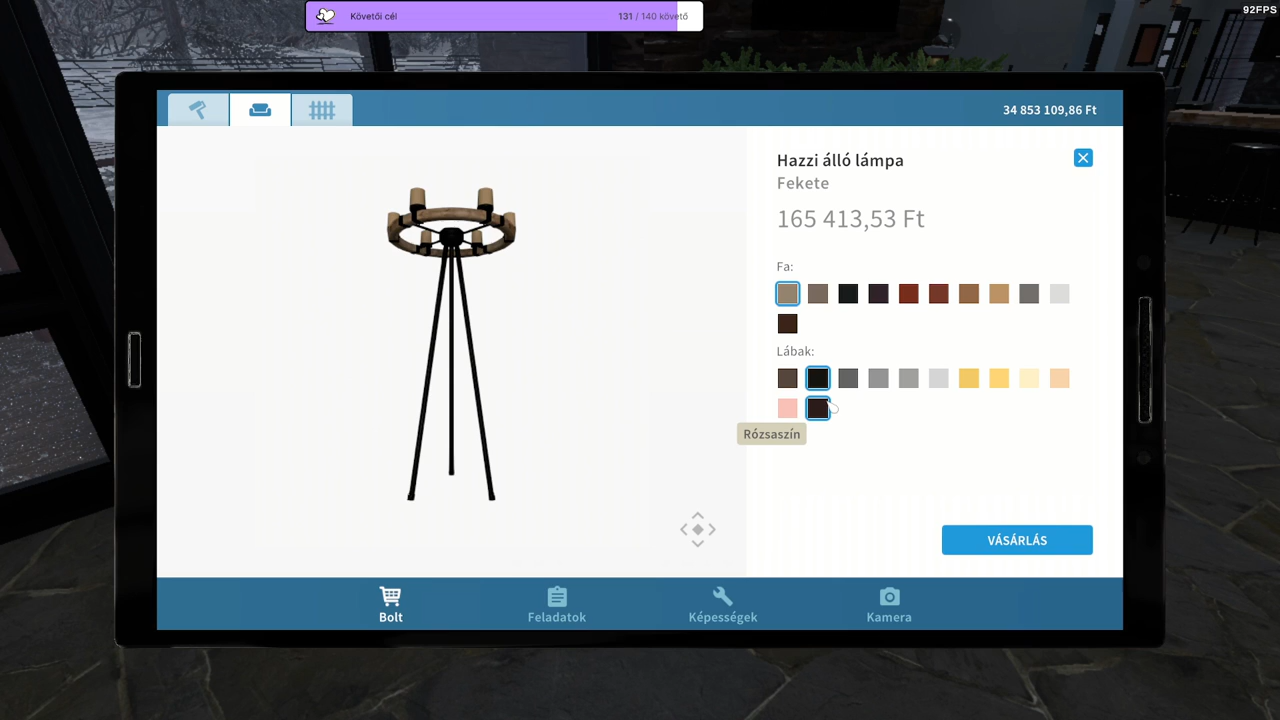 Követői cél
131 / 140 követő
92FPS
34 853 109,86 Ft
Hazzi álló lámpa
Fekete
165 413,53 Ft
Fa:
Lábak:
Rózsaszín
VÁSÁRLÁS
Bolt
Feladatok
Képességek
Kamera